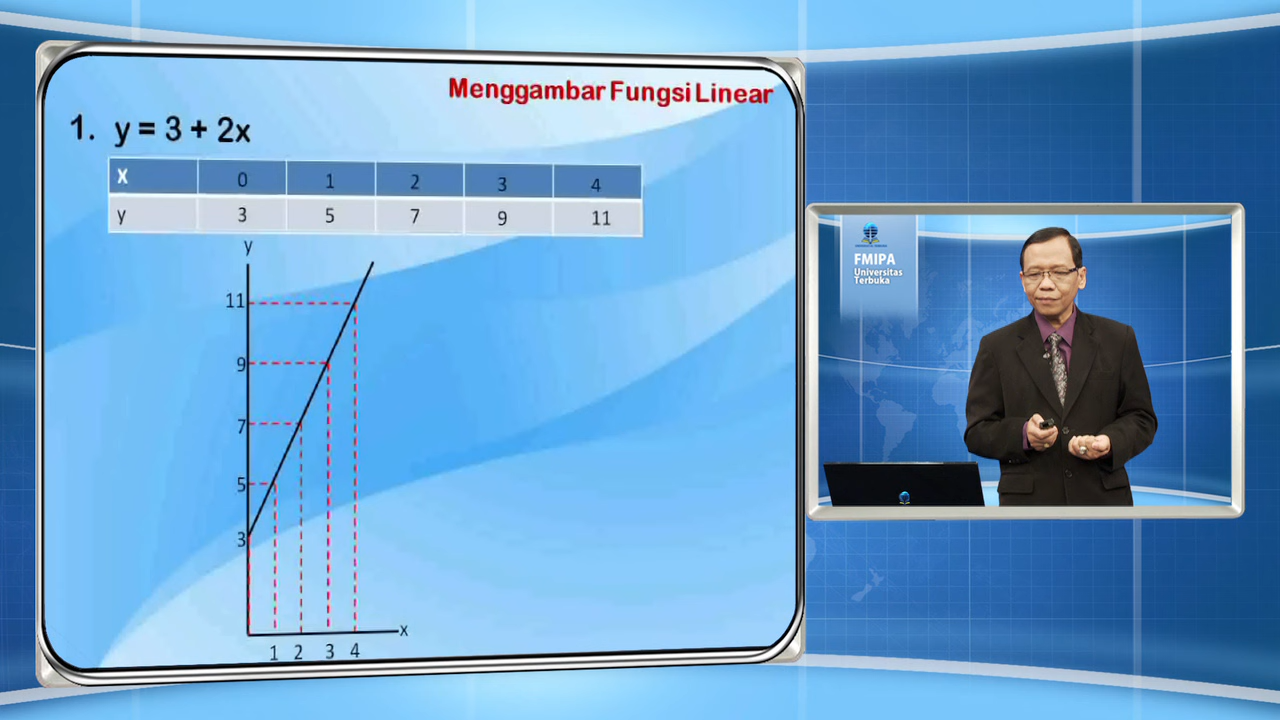 Menggambar Fungsi Linear
1. y = 3 + 2x
X 0 1 2 3 4
y 3 5 7 9 11
y
11
9
7
5
3
x
1 2 3 4
FMIPA
Universitas
Terbuka